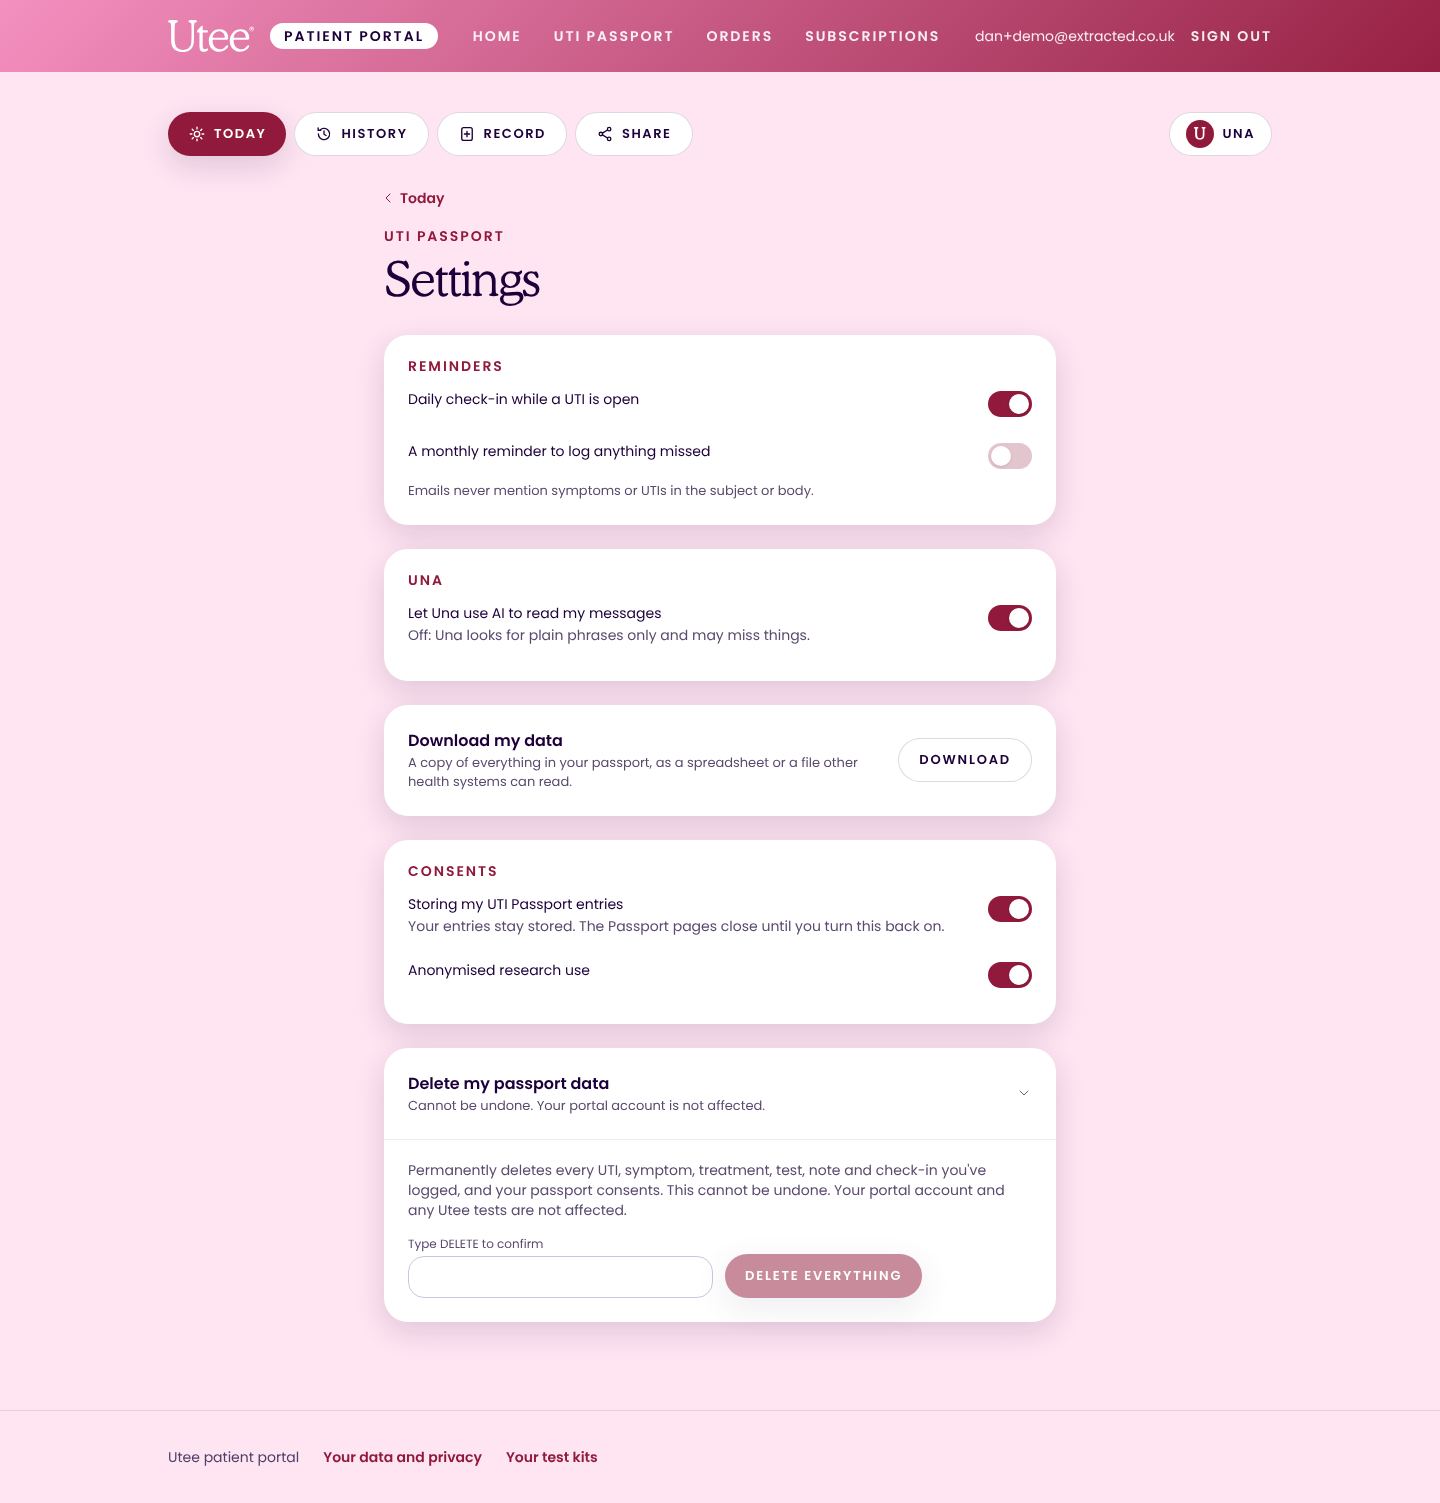 Utee®
PATIENT PORTAL
HOME
UTI PASSPORT
ORDERS
SUBSCRIPTIONS
dan+demo@extracted.co.uk
SIGN OUT
TODAY
HISTORY
RECORD
SHARE
U
UNA
Today
UTI PASSPORT
Settings
REMINDERS
Daily check-in while a UTI is open
A monthly reminder to log anything missed
Emails never mention symptoms or UTIs in the subject or body.
UNA
Let Una use AI to read my messages
Off: Una looks for plain phrases only and may miss things.
Download my data
A copy of everything in your passport, as a spreadsheet or a file other
health systems can read.
DOWNLOAD
CONSENTS
Storing my UTI Passport entries
Your entries stay stored. The Passport pages close until you turn this back on.
Anonymised research use
Delete my passport data
Cannot be undone. Your portal account is not affected.
Permanently deletes every UTI, symptom, treatment, test, note and check-in you've
logged, and your passport consents. This cannot be undone. Your portal account and
any Utee tests are not affected.
Type DELETE to confirm
DELETE EVERYTHING
Utee patient portal
Your data and privacy
Your test kits